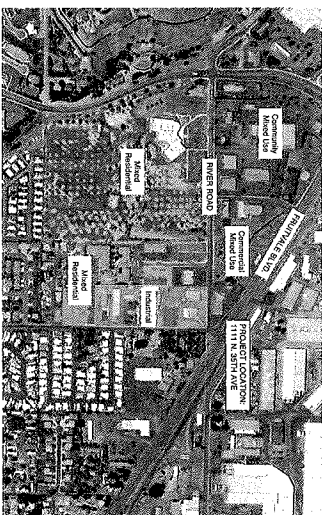 Community
Mixed Use
FRUITVALE BLVD.
RIVER ROAD
Commercial
Mixed Use
PROJECT LOCATION:
1111 N. 35TH AVE
Mixed
Residential
Industrial
Mixed
Residential